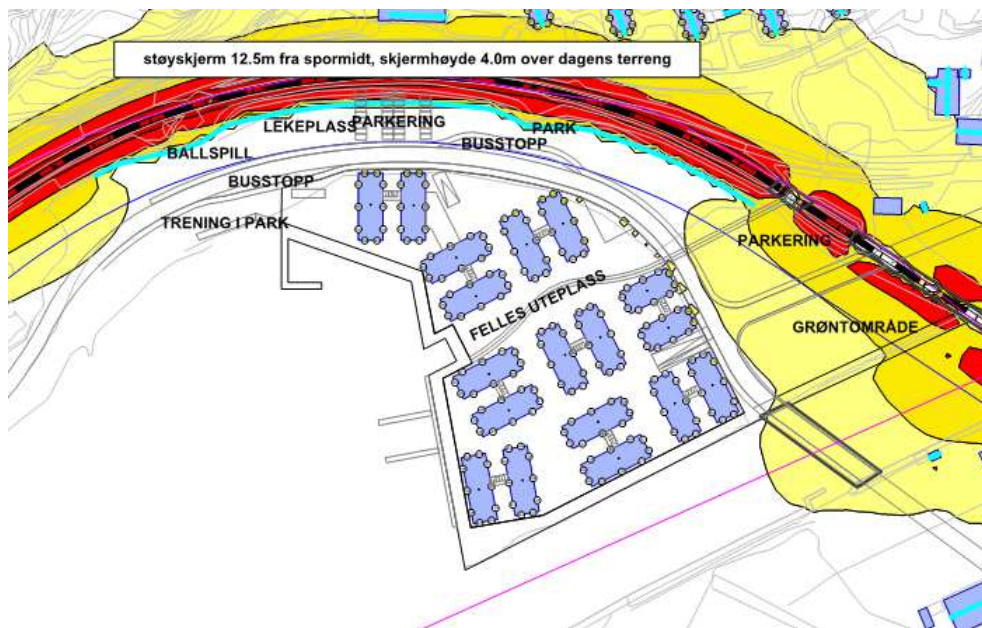 støyskjerm 12.5m fra spormidt, skjermhøyde 4.0m over dagens terreng
LEKEPLASS
PARKERING
PARK
BALLSPILL
BUSSTOPP
BUSSTOPP
TRENING I PARK
PARKERING
FELLES UTEPLASS
GRØNTOMRÅDE